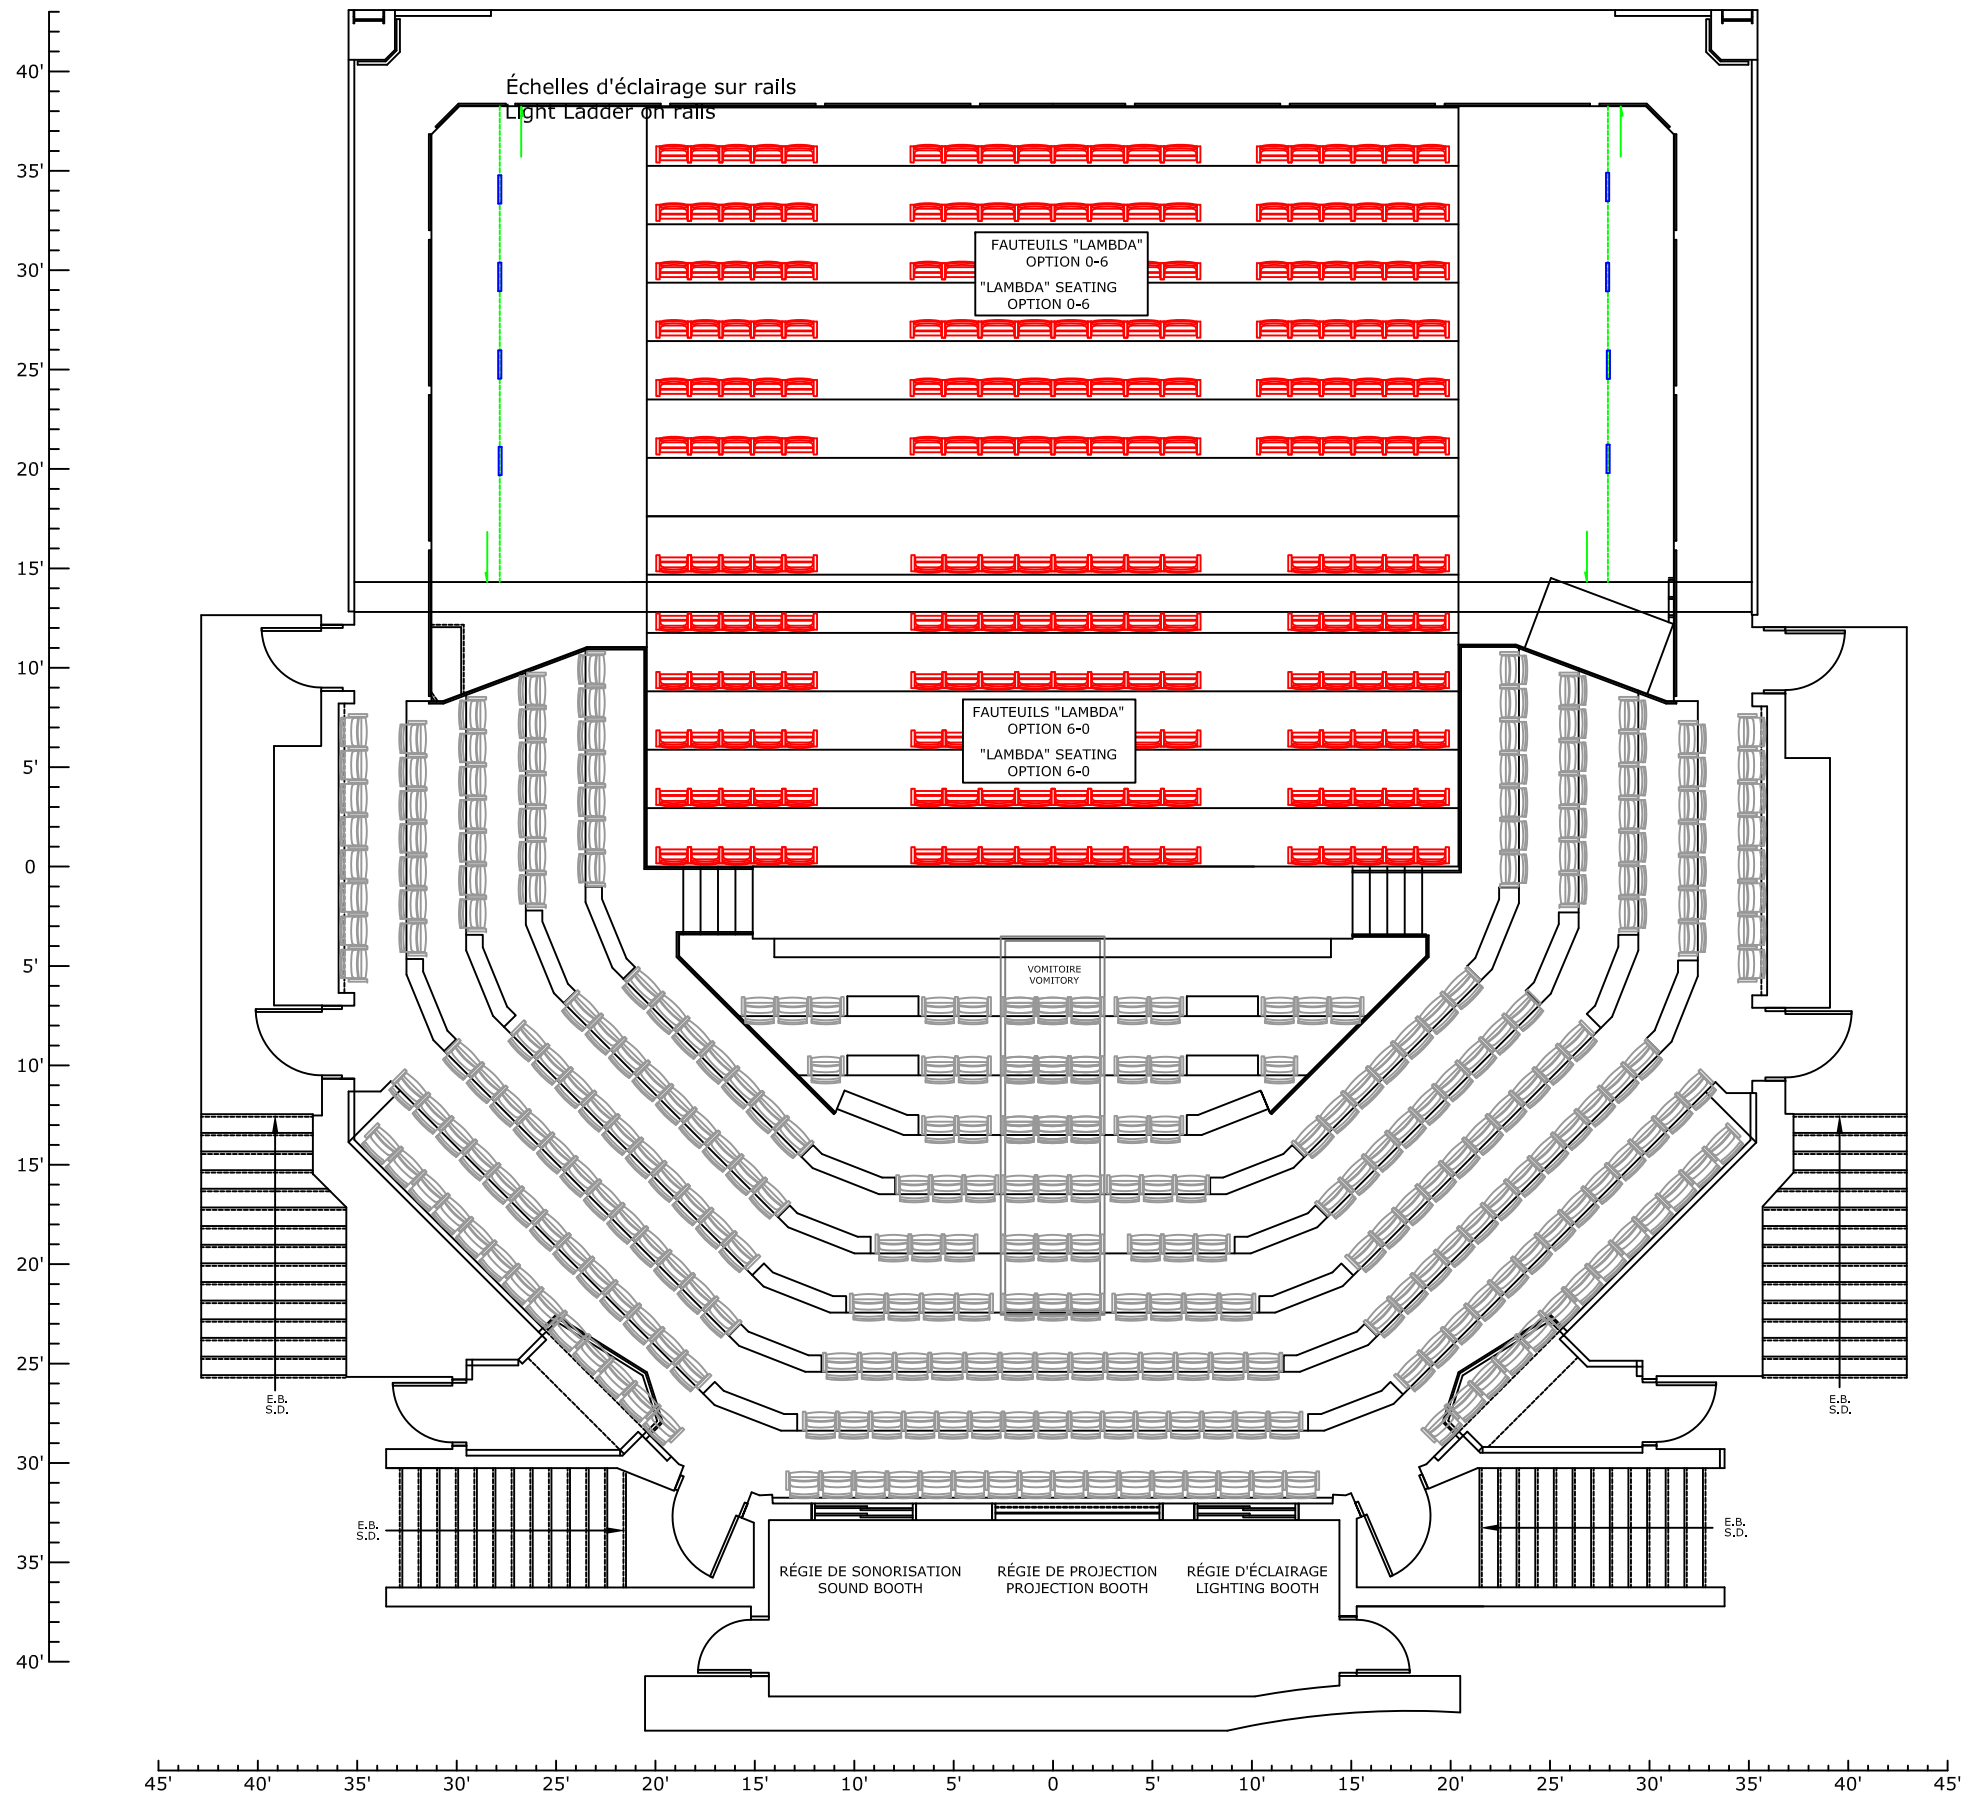 40'
Échelles d'éclairage sur rails
Light Ladder on rails
35'
30'
25'
20'
15'
10'
5'
0
5'
10'
15'
20'
25'
30'
35'
40'
FAUTEUILS "LAMBDA"
OPTION 0-6
"LAMBDA" SEATING
OPTION 0-6
FAUTEUILS "LAMBDA"
OPTION 6-0
"LAMBDA" SEATING
OPTION 6-0
VOMITOIRE
VOMITORY
E.B.
S.D.
E.B.
S.D.
E.B.
S.D.
E.B.
S.D.
RÉGIE DE SONORISATION
SOUND BOOTH
RÉGIE DE PROJECTION
PROJECTION BOOTH
RÉGIE D'ÉCLAIRAGE
LIGHTING BOOTH
45' 40' 35' 30' 25' 20' 15' 10' 5' 0 5' 10' 15' 20' 25' 30' 35' 40' 45'